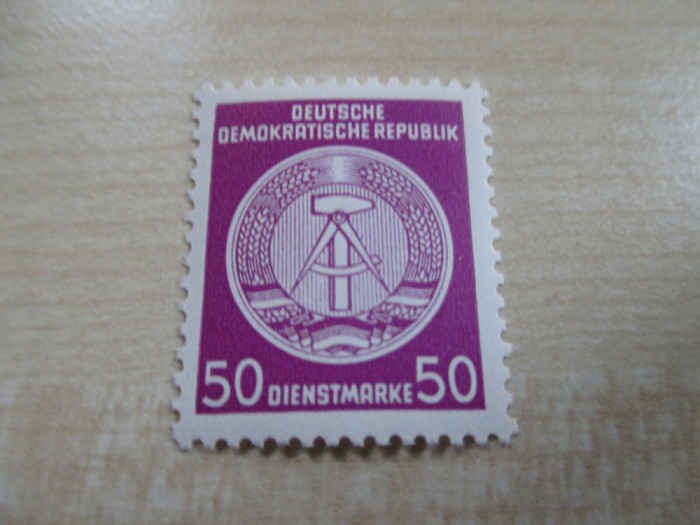 DEUTSCHE
DEMOKRATISCHE REPUBLIK
50 DIENSTMARKE 50